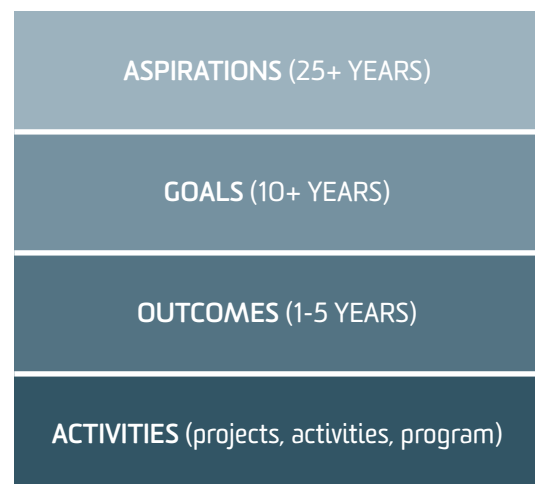 ASPIRATIONS (25+ YEARS)
GOALS (10+ YEARS)
OUTCOMES (1-5 YEARS)
ACTIVITIES (projects, activities, program)